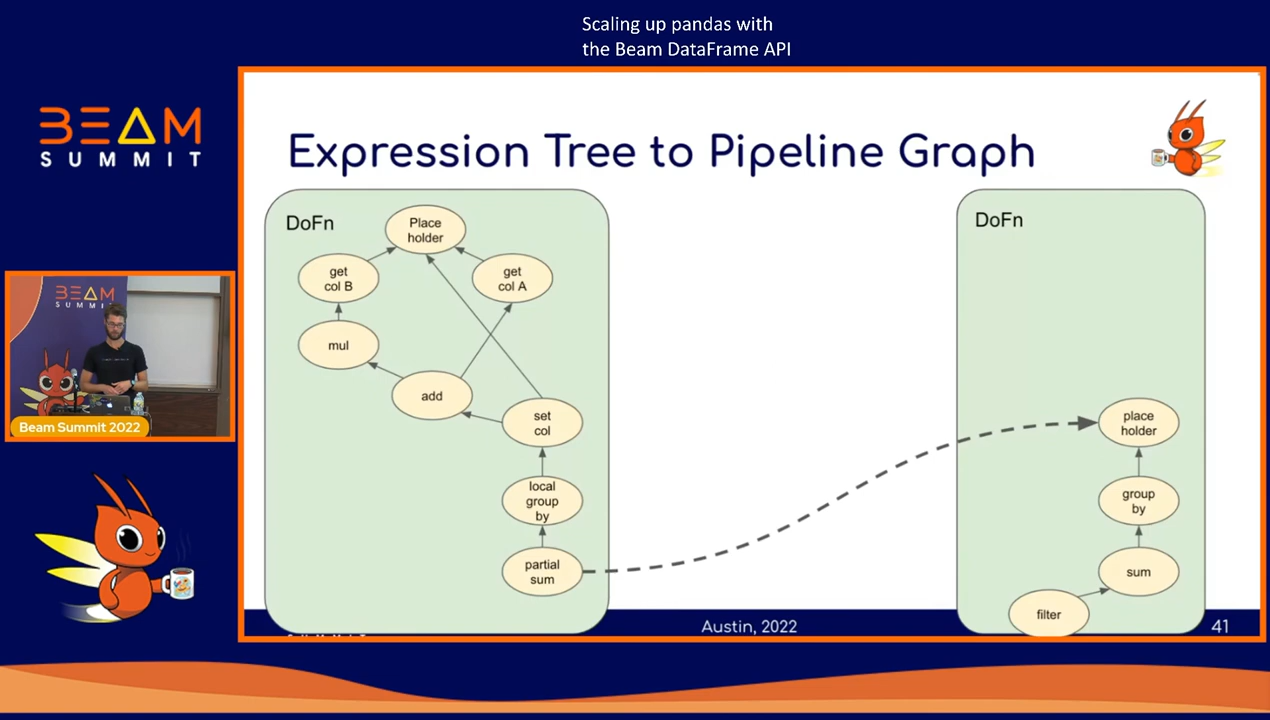 Scaling up pandas with
the Beam DataFrame API
BEAM
SUMMIT
Expression Tree to Pipeline Graph
DoFn
Place
holder
get
col B
get
col A
mul
add
set
col
local
group
by
partial
sum
DoFn
place
holder
group
by
sum
filter
BEAM
SUMMIT
Beam Summit 2022
Austin, 2022
41